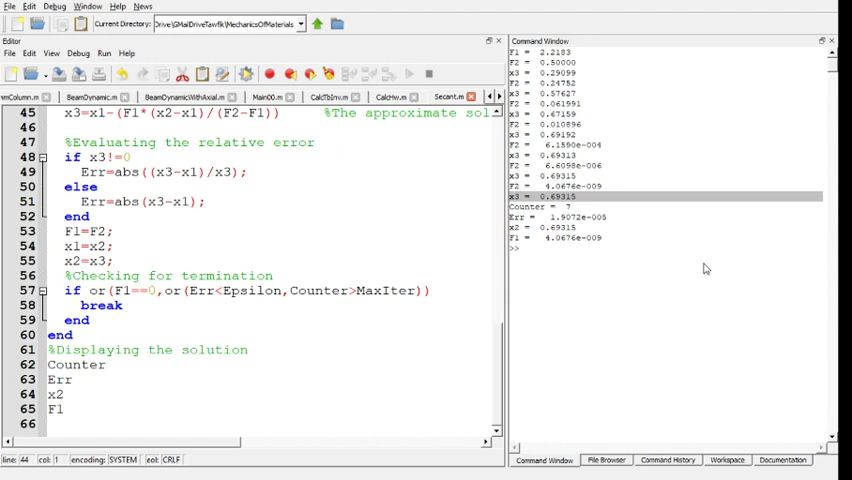 File Edit Debug Window Help News
Current Directory: Drive\GMailDriveTawfik\MechanicsOfMaterials
Editor
File Edit View Debug Run Help
BeamDynamic.m BeamDynamicWithAxial.m Main00.m CalcTbInv.m CalcHw.m Secant.m
45 x3=x1-(F1*(x2-x1)/(F2-F1)) %The approximate sol
46
47 %Evaluating the relative error
48 if x3!=0
49 Err=abs((x3-x1)/x3);
50 else
51 Err=abs(x3-x1);
52 end
53 F1=F2;
54 x1=x2;
55 x2=x3;
56 %Checking for termination
57 if or(F1==0,or(Err<Epsilon,Counter>MaxIter))
58 break
59 end
60 end
61 %Displaying the solution
62 Counter
63 Err
64 x2
65 F1
66
line: 44 col: 1 encoding: SYSTEM eol: CRLF
Command Window
F1 = 2.2183
F2 = 0.50000
x3 = 0.29099
F2 = 0.24752
x3 = 0.57627
F2 = 0.061991
x3 = 0.67159
F2 = 0.010896
x3 = 0.69192
F2 = 6.1590e-004
x3 = 0.69313
F2 = 6.6098e-006
x3 = 0.69315
F2 = 4.0676e-009
x3 = 0.69315
Counter = 7
Err = 1.9072e-005
x2 = 0.69315
F1 = 4.0676e-009
>>
Command Window File Browser Command History Workspace Documentation